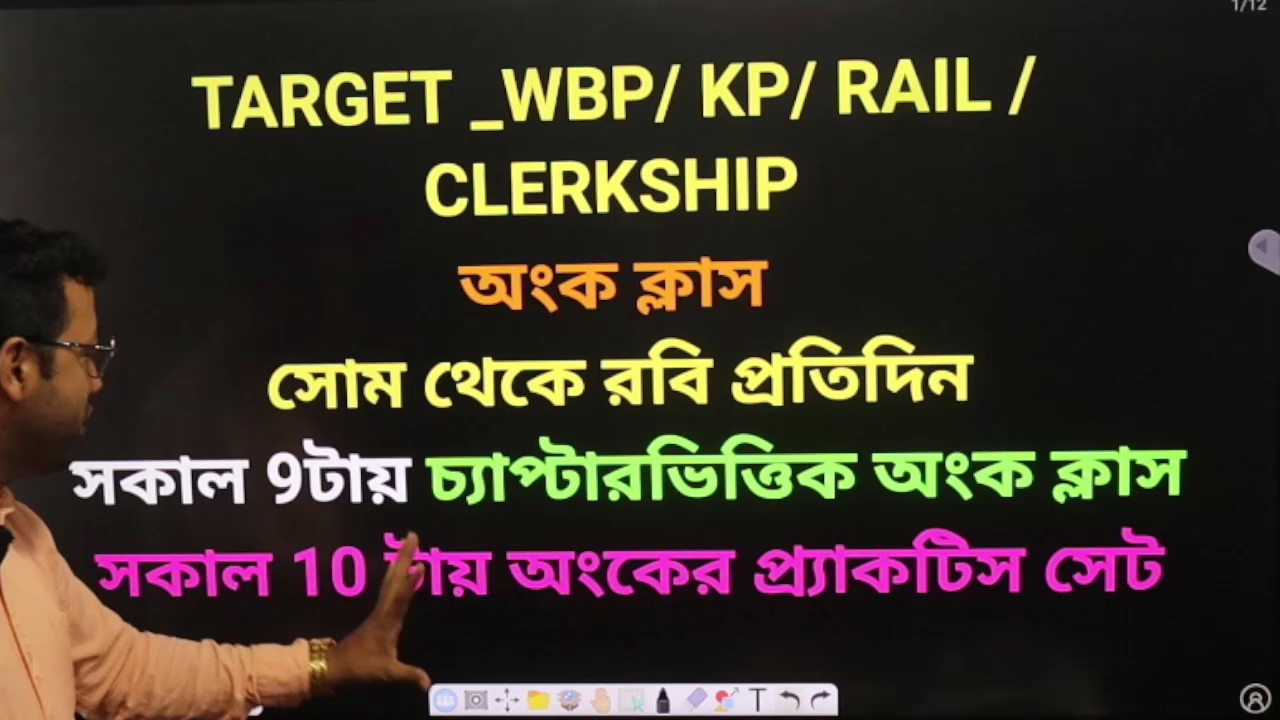 1/12
TARGET _WBP/ KP/ RAIL /
CLERKSHIP
অংক ক্লাস
সোম থেকে রবি প্রতিদিন
সকাল 9টায় চ্যাপ্টারভিত্তিক অংক ক্লাস
সকাল 10 টায় অংকের প্র্যাকটিস সেট
T